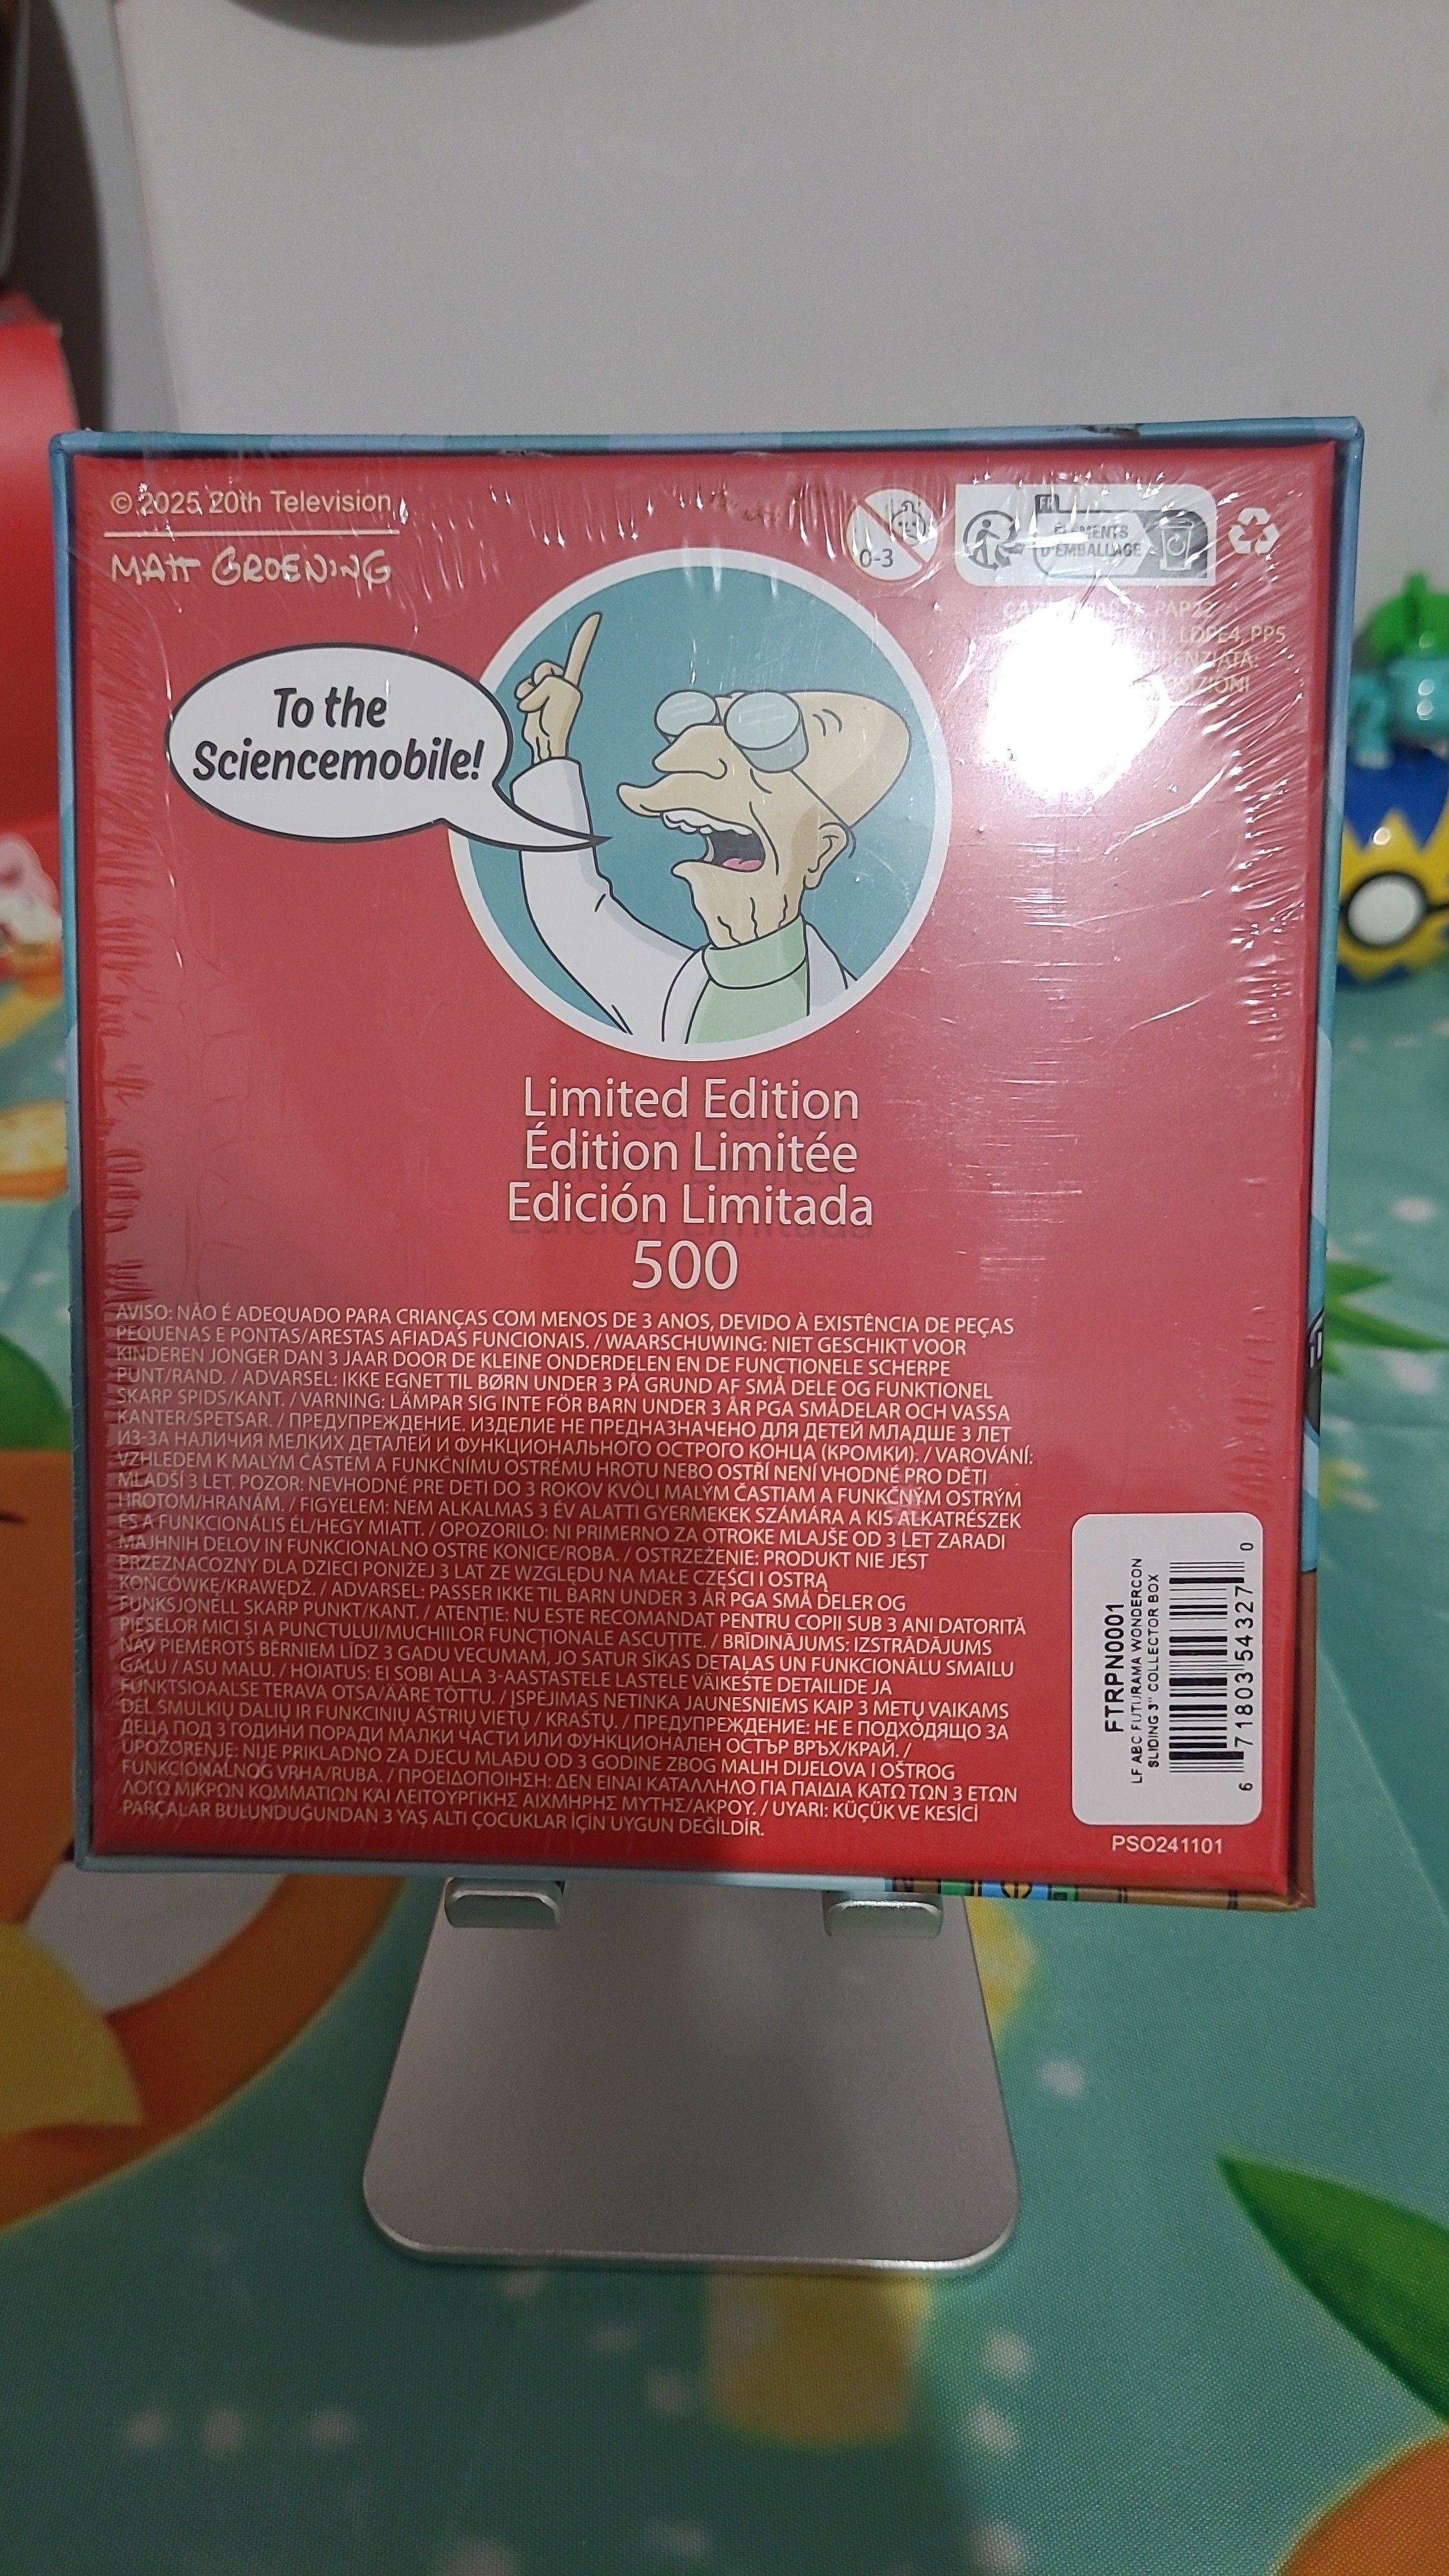 © 2025 20th Television
MATT GROENING
0-3
FR
ÉLÉMENTS
D'EMBALLAGE
PAP22
LDPE4, PP5
To the
Sciencemobile!
Limited Edition
Édition Limitée
Edición Limitada
500
AVISO: NÃO É ADEQUADO PARA CRIANÇAS COM MENOS DE 3 ANOS, DEVIDO À EXISTÊNCIA DE PEÇAS
PEQUENAS E PONTAS/ARESTAS AFIADAS FUNCIONAIS. / WAARSCHUWING: NIET GESCHIKT VOOR
KINDEREN JONGER DAN 3 JAAR DOOR DE KLEINE ONDERDELEN EN DE FUNCTIONELE SCHERPE
PUNT/RAND. / ADVARSEL: IKKE EGNET TIL BØRN UNDER 3 PÅ GRUND AF SMÅ DELE OG FUNKTIONEL
SKARP SPIDS/KANT. / VARNING: LÄMPAR SIG INTE FÖR BARN UNDER 3 ÅR PGA SMÅDELAR OCH VASSA
KANTER/SPETSAR. / ПРЕДУПРЕЖДЕНИЕ. ИЗДЕЛИЕ НЕ ПРЕДНАЗНАЧЕНО ДЛЯ ДЕТЕЙ МЛАДШЕ 3 ЛЕТ
ИЗ-ЗА НАЛИЧИЯ МЕЛКИХ ДЕТАЛЕЙ И ФУНКЦИОНАЛЬНОГО ОСТРОГО КОНЦА (КРОМКИ). / VAROVÁNÍ:
VZHLEDEM K MALÝM ČÁSTEM A FUNKČNÍMU OSTRÉMU HROTU NEBO OSTŘÍ NENÍ VHODNÉ PRO DĚTI
MLADŠÍ 3 LET. POZOR: NEVHODNÉ PRE DETI DO 3 ROKOV KVÔLI MALÝM ČASTIAM A FUNKČNÝM OSTRÝM
HROTOM/HRANÁM. / FIGYELEM: NEM ALKALMAS 3 ÉV ALATTI GYERMEKEK SZÁMÁRA A KIS ALKATRÉSZEK
ÉS A FUNKCIONÁLIS ÉL/HEGY MIATT. / OPOZORILO: NI PRIMERNO ZA OTROKE MLAJŠE OD 3 LET ZARADI
MAJHNIH DELOV IN FUNKCIONALNO OSTRE KONICE/ROBA. / OSTRZEŻENIE: PRODUKT NIE JEST
PRZEZNACOZNY DLA DZIECI PONIŻEJ 3 LAT ZE WZGLĘDU NA MAŁE CZĘŚCI I OSTRĄ
KOŃCÓWKĘ/KRAWĘDŹ. / ADVARSEL: PASSER IKKE TIL BARN UNDER 3 ÅR PGA SMÅ DELER OG
FUNKSJONELL SKARP PUNKT/KANT. / ATENȚIE: NU ESTE RECOMANDAT PENTRU COPII SUB 3 ANI DATORITĂ
PIESELOR MICI ȘI A PUNCTULUI/MUCHIILOR FUNCȚIONALE ASCUȚITE. / BRĪDINĀJUMS: IZSTRĀDĀJUMS
NAV PIEMĒROTS BĒRNIEM LĪDZ 3 GADU VECUMAM, JO SATUR SĪKAS DETAĻAS UN FUNKCIONĀLU SMAILU
GALU / ASU MALU. / HOIATUS: EI SOBI ALLA 3-AASTASTELE LASTELE VÄIKESTE DETAILIDE JA
FUNKTSIOAALSE TERAVA OTSA/ÄÄRE TÕTTU. / ĮSPĖJIMAS NETINKA JAUNESNIEMS KAIP 3 METŲ VAIKAMS
DĖL SMULKIŲ DALIŲ IR FUNKCINIŲ AŠTRIŲ VIETŲ / KRAŠTŲ. / ПРЕДУПРЕЖДЕНИЕ: НЕ Е ПОДХОДЯЩО ЗА
ДЕЦА ПОД 3 ГОДИНИ ПОРАДИ МАЛКИ ЧАСТИ ИЛИ ФУНКЦИОНАЛЕН ОСТЪР ВРЪХ/КРАЙ. /
UPOZORENJE: NIJE PRIKLADNO ZA DJECU MLAĐU OD 3 GODINE ZBOG MALIH DIJELOVA I OŠTROG
FUNKCIONALNOG VRHA/RUBA. / ΠΡΟΕΙΔΟΠΟΙΗΣΗ: ΔΕΝ ΕΙΝΑΙ ΚΑΤΑΛΛΗΛΟ ΓΙΑ ΠΑΙΔΙΑ ΚΑΤΩ ΤΩΝ 3 ΕΤΩΝ
ΛΟΓΩ ΜΙΚΡΩΝ ΚΟΜΜΑΤΙΩΝ ΚΑΙ ΛΕΙΤΟΥΡΓΙΚΗΣ ΑΙΧΜΗΡΗΣ ΜΥΤΗΣ/ΑΚΡΟΥ. / UYARI: KÜÇÜK VE KESİCİ
PARÇALAR BULUNDUĞUNDAN 3 YAŞ ALTI ÇOCUKLAR İÇİN UYGUN DEĞİLDİR.
FTRPN0001
LF ABC FUTURAMA WONDERCON
SLIDING 3" COLLECTOR BOX
6 71803 54327 0
PSO241101